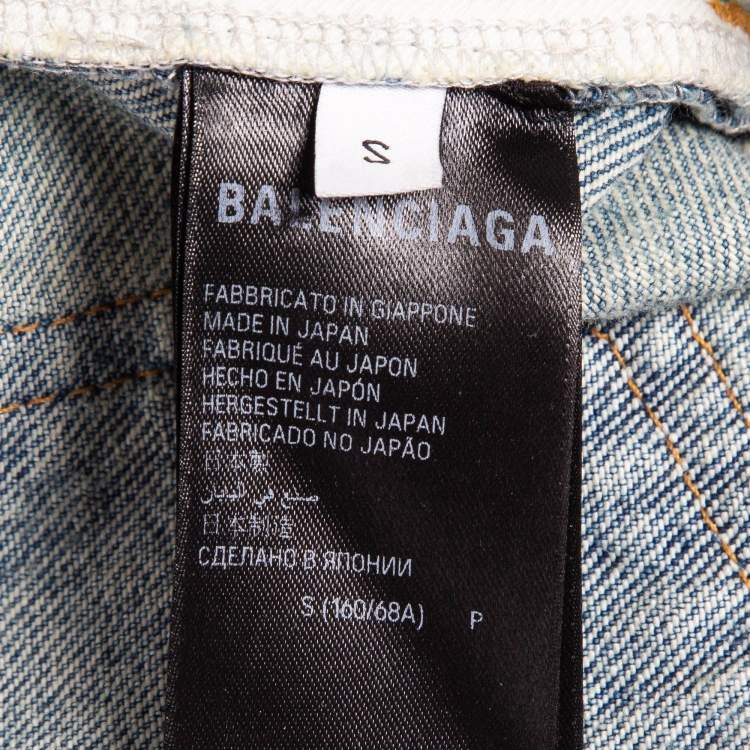 S
BALENCIAGA
FABBRICATO IN GIAPPONE
MADE IN JAPAN
FABRIQUÉ AU JAPON
HECHO EN JAPÓN
HERGESTELLT IN JAPAN
FABRICADO NO JAPÃO
日本製
صنع في اليابان
日本制造
СДЕЛАНО В ЯПОНИИ
S (160/68A) P